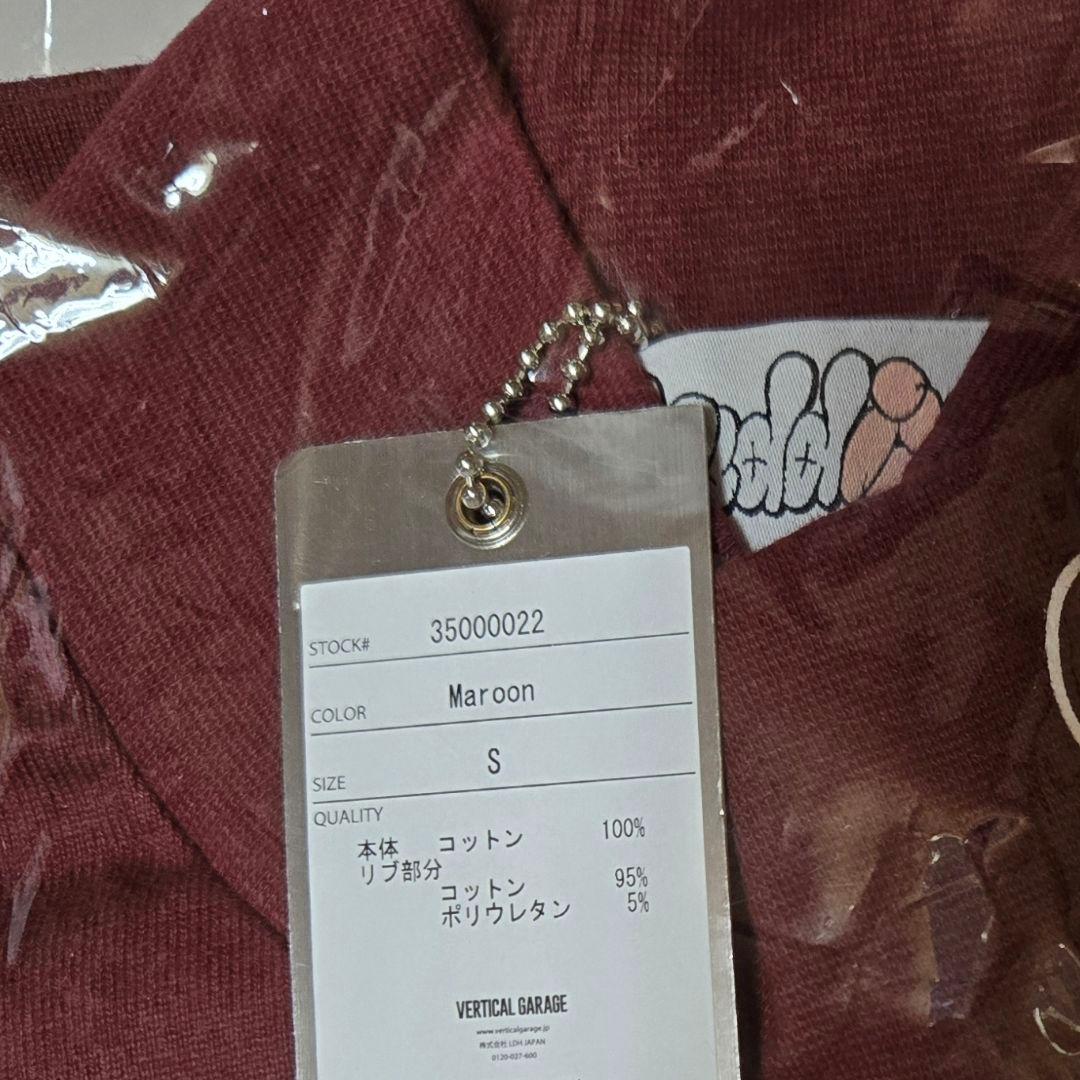 STOCK# 35000022
COLOR Maroon
SIZE S
QUALITY
本体 コットン 100%
リブ部分
コットン 95%
ポリウレタン 5%
VERTICAL GARAGE
www.verticalgarage.jp
株式会社 LDH JAPAN
0120-027-600